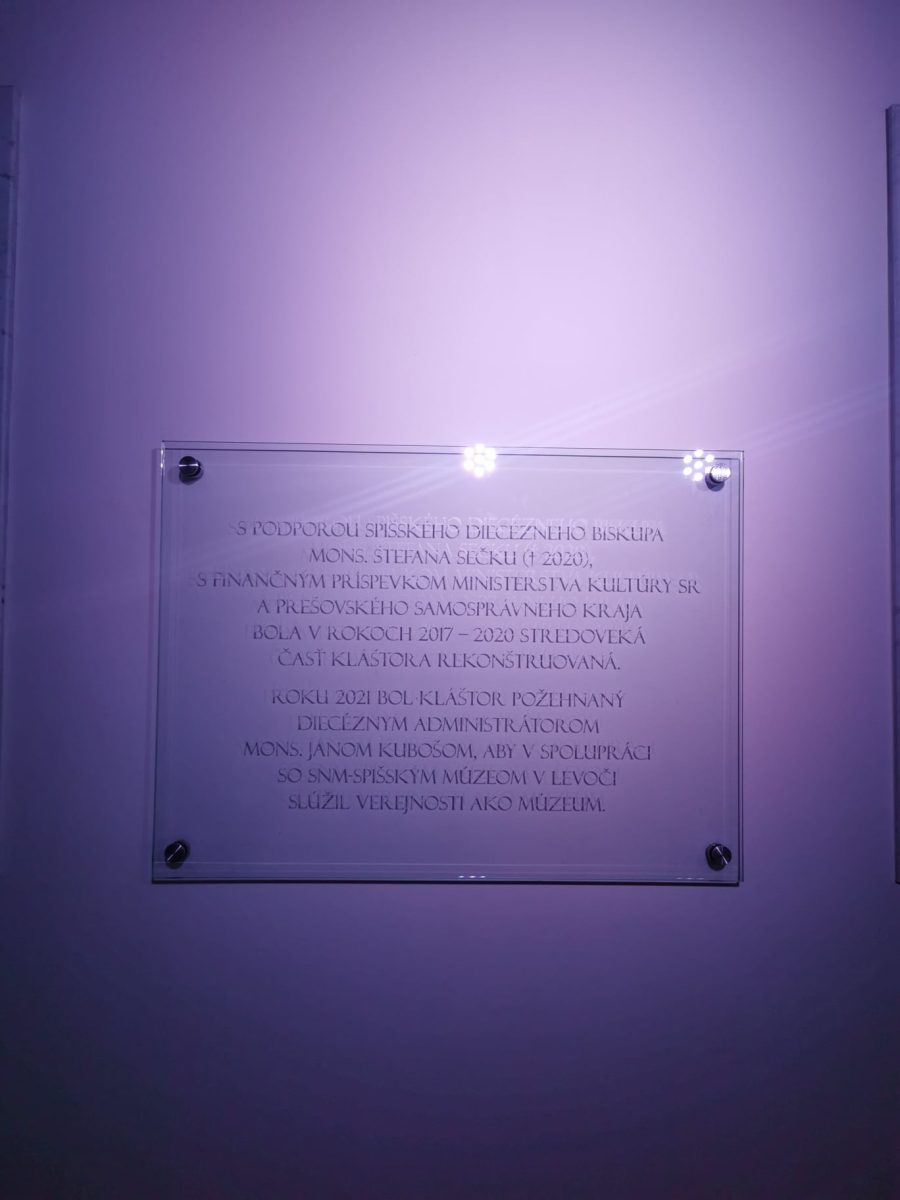 S PODPOROU SPIŠSKÉHO DIECÉZNEHO BISKUPA
MONS. ŠTEFANA SEČKU († 2020),
S FINANČNÝM PRÍSPEVKOM MINISTERSTVA KULTÚRY SR
A PREŠOVSKÉHO SAMOSPRÁVNEHO KRAJA
BOLA V ROKOCH 2017 – 2020 STREDOVEKÁ
ČASŤ KLÁŠTORA REKONŠTRUOVANÁ.
ROKU 2021 BOL KLÁŠTOR POŽEHNANÝ
DIECÉZNYM ADMINISTRÁTOROM
MONS. JÁNOM KUBOŠOM, ABY V SPOLUPRÁCI
SO SNM-SPIŠSKÝM MÚZEOM V LEVOČI
SLÚŽIL VEREJNOSTI AKO MÚZEUM.